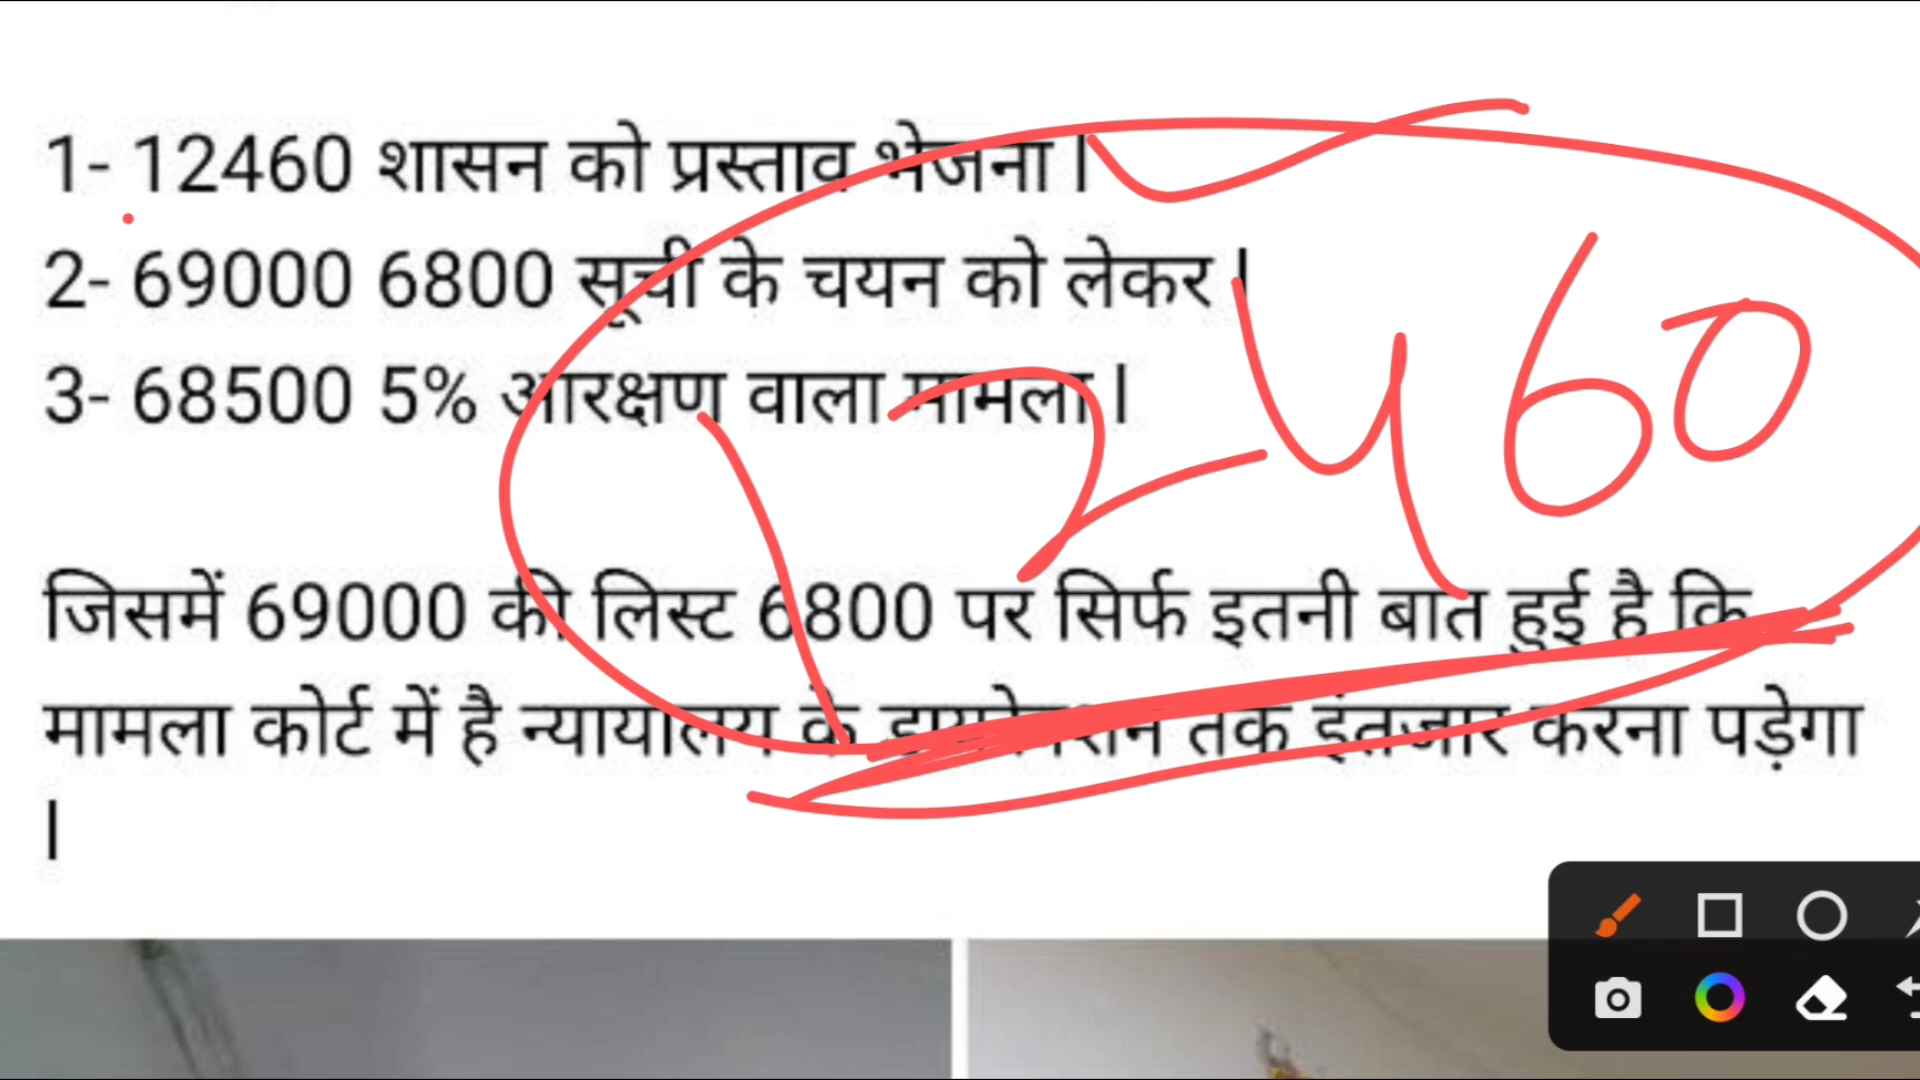 1- 12460 शासन को प्रस्ताव भेजना |
2- 69000 6800 सूची के चयन को लेकर |
3- 68500 5% आरक्षण वाला मामला |
12460
जिसमें 69000 की लिस्ट 6800 पर सिर्फ इतनी बात हुई है कि
मामला कोर्ट में है न्यायालय के तक इंतजार करना पड़ेगा
|